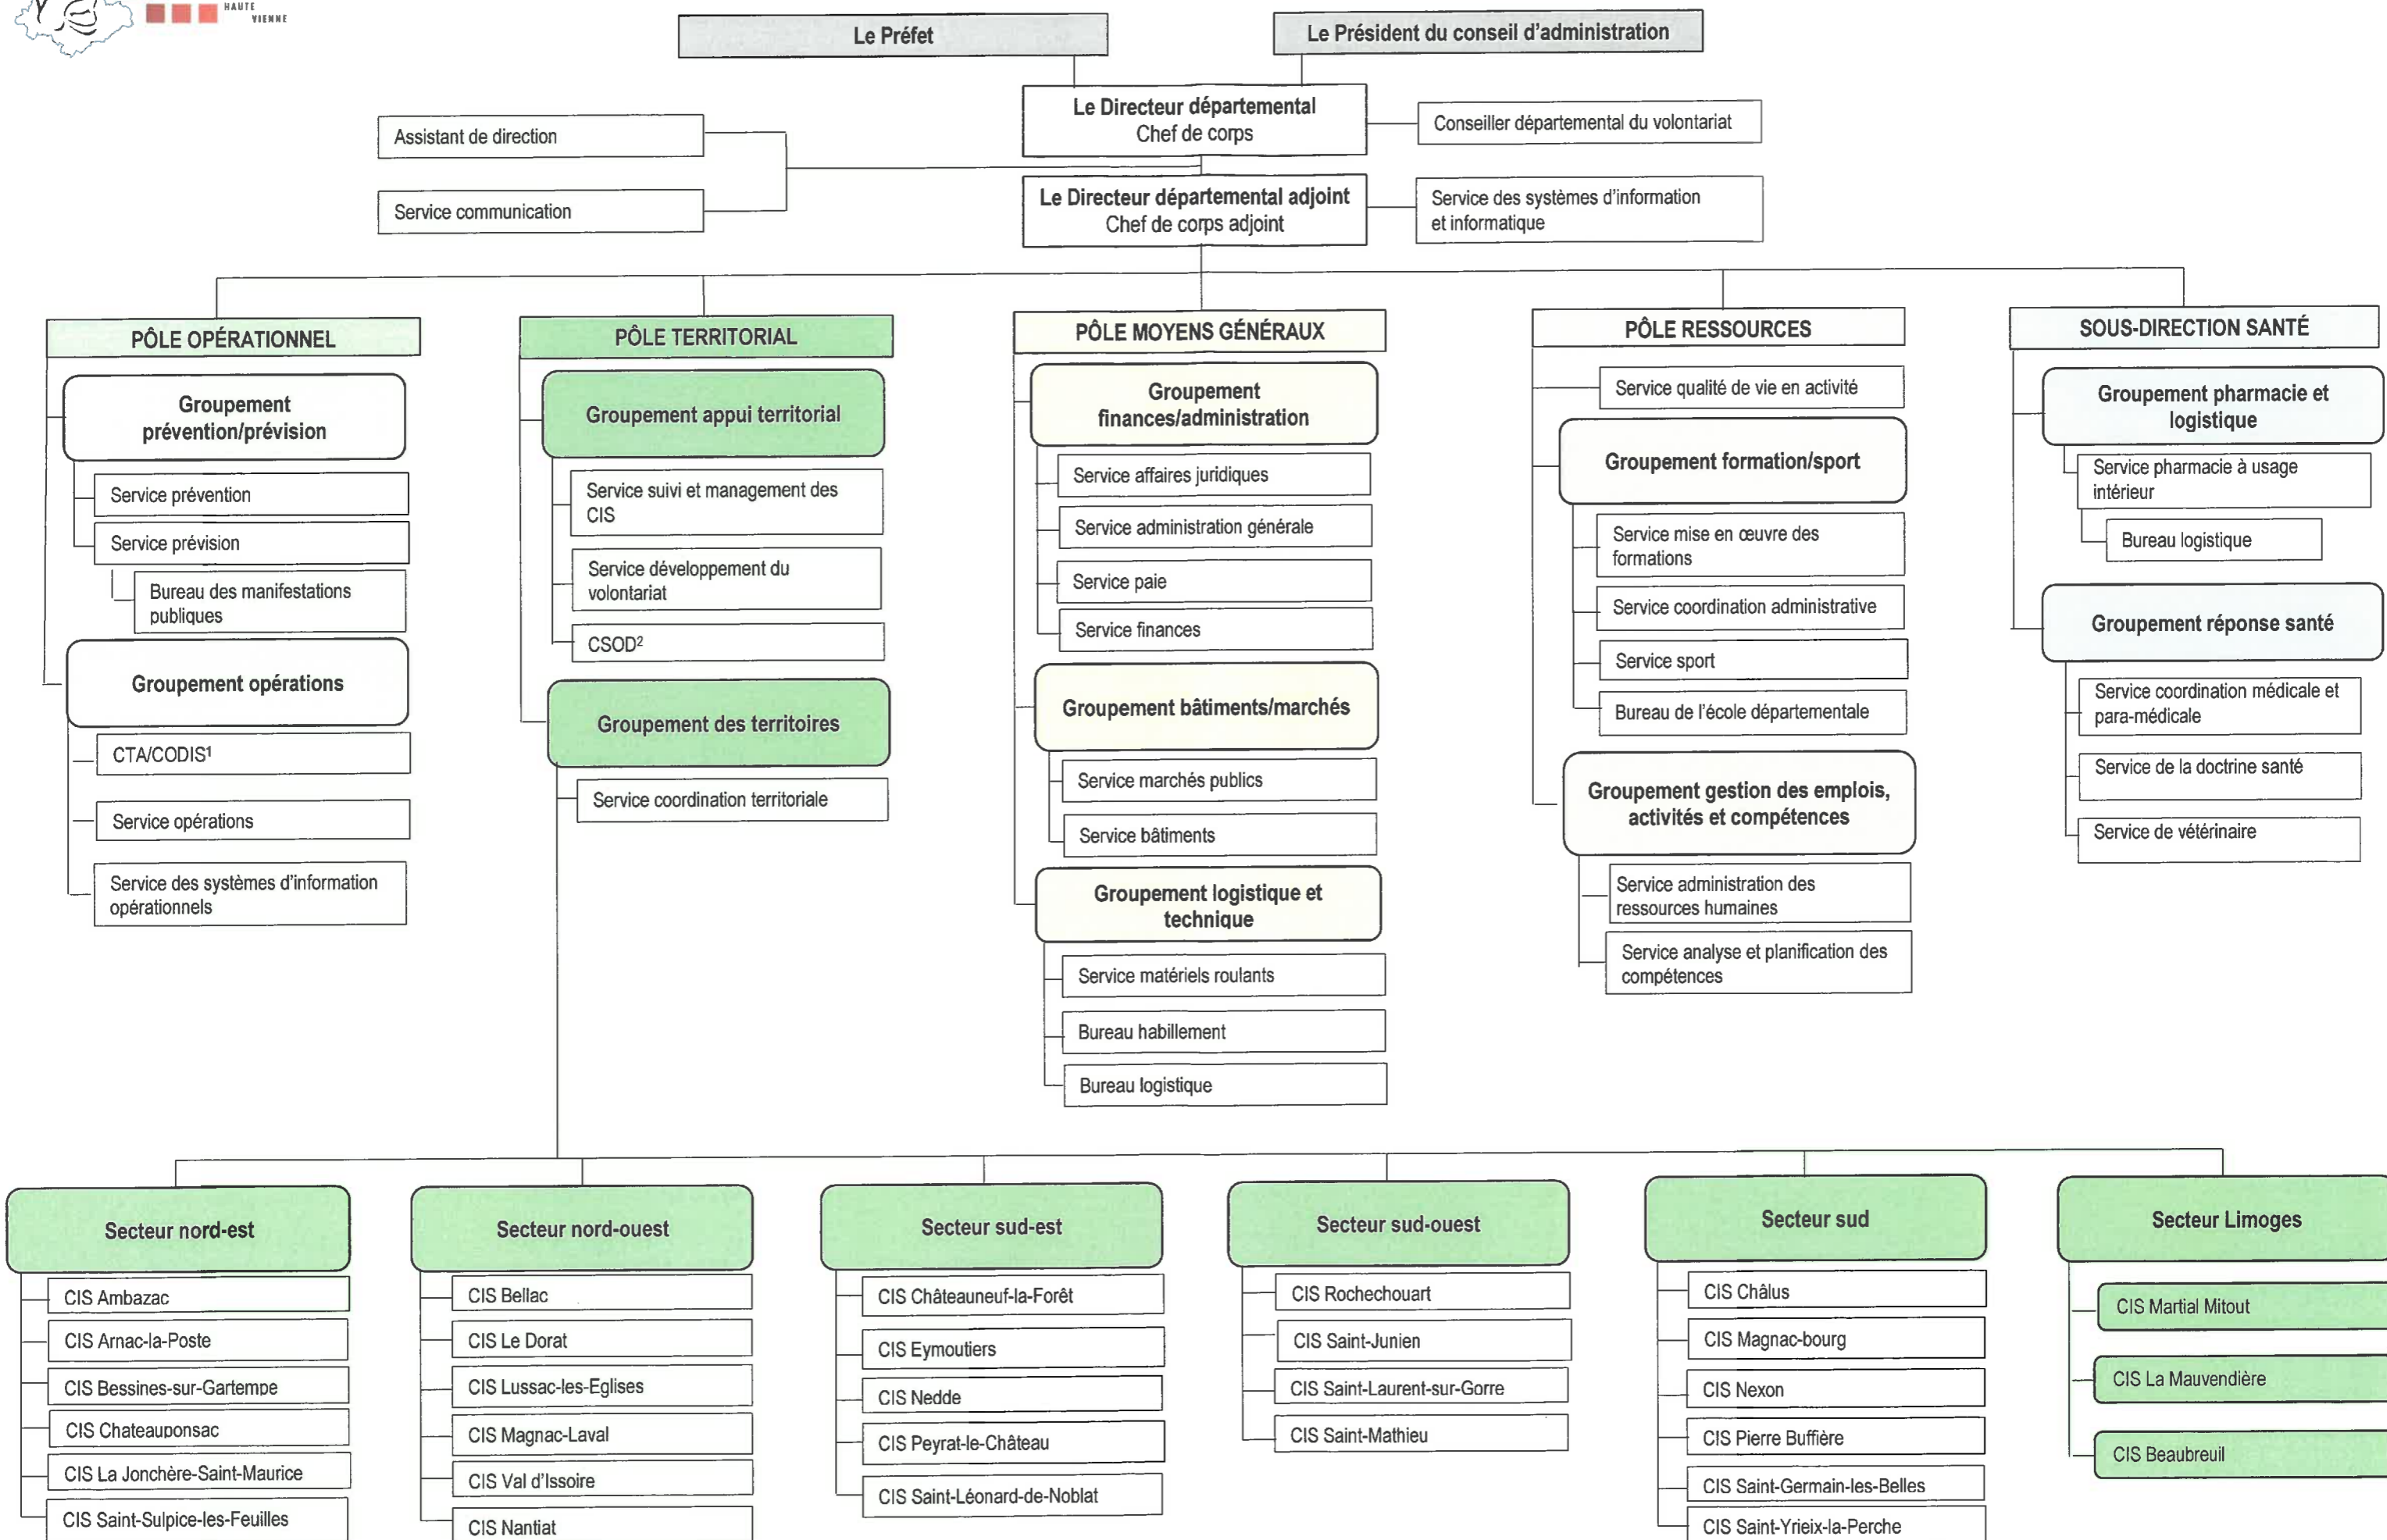 HAUTE
VIENNE
Le Préfet
Le Président du conseil d'administration
Le Directeur départemental
Chef de corps
Assistant de direction
Conseiller départemental du volontariat
Service communication
Le Directeur départemental adjoint
Chef de corps adjoint
Service des systèmes d'information
et informatique
PÔLE OPÉRATIONNEL
Groupement
prévention/prévision
Service prévention
Service prévision
Bureau des manifestations
publiques
Groupement opérations
CTA/CODIS¹
Service opérations
Service des systèmes d'information
opérationnels
PÔLE TERRITORIAL
Groupement appui territorial
Service suivi et management des
CIS
Service développement du
volontariat
CSOD²
Groupement des territoires
Service coordination territoriale
PÔLE MOYENS GÉNÉRAUX
Groupement
finances/administration
Service affaires juridiques
Service administration générale
Service paie
Service finances
Groupement bâtiments/marchés
Service marchés publics
Service bâtiments
Groupement logistique et
technique
Service matériels roulants
Bureau habillement
Bureau logistique
PÔLE RESSOURCES
Service qualité de vie en activité
Groupement formation/sport
Service mise en œuvre des
formations
Service coordination administrative
Service sport
Bureau de l'école départementale
Groupement gestion des emplois,
activités et compétences
Service administration des
ressources humaines
Service analyse et planification des
compétences
SOUS-DIRECTION SANTÉ
Groupement pharmacie et
logistique
Service pharmacie à usage
intérieur
Bureau logistique
Groupement réponse santé
Service coordination médicale et
para-médicale
Service de la doctrine santé
Service de vétérinaire
Secteur nord-est
CIS Ambazac
CIS Arnac-la-Poste
CIS Bessines-sur-Gartempe
CIS Chateauponsac
CIS La Jonchère-Saint-Maurice
CIS Saint-Sulpice-les-Feuilles
Secteur nord-ouest
CIS Bellac
CIS Le Dorat
CIS Lussac-les-Eglises
CIS Magnac-Laval
CIS Val d'Issoire
CIS Nantiat
Secteur sud-est
CIS Châteauneuf-la-Forêt
CIS Eymoutiers
CIS Nedde
CIS Peyrat-le-Château
CIS Saint-Léonard-de-Noblat
Secteur sud-ouest
CIS Rochechouart
CIS Saint-Junien
CIS Saint-Laurent-sur-Gorre
CIS Saint-Mathieu
Secteur sud
CIS Châlus
CIS Magnac-bourg
CIS Nexon
CIS Pierre Buffière
CIS Saint-Germain-les-Belles
CIS Saint-Yrieix-la-Perche
Secteur Limoges
CIS Martial Mitout
CIS La Mauvendière
CIS Beaubreuil